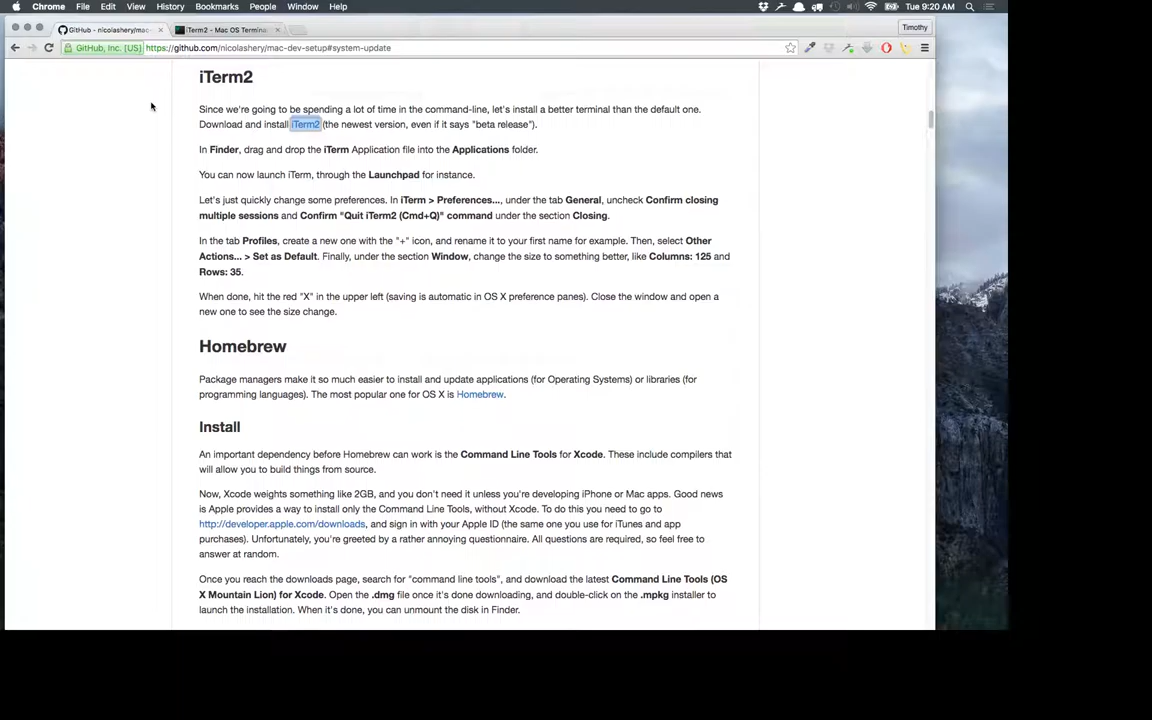 Chrome File Edit View History Bookmarks People Window Help Tue 9:20 AM
GitHub - nicolashery/mac- iTerm2 - Mac OS Termina Timothy
GitHub, Inc. [US] https://github.com/nicolashery/mac-dev-setup#system-update
iTerm2
Since we're going to be spending a lot of time in the command-line, let's install a better terminal than the default one.
Download and install iTerm2 (the newest version, even if it says "beta release").
In Finder, drag and drop the iTerm Application file into the Applications folder.
You can now launch iTerm, through the Launchpad for instance.
Let's just quickly change some preferences. In iTerm > Preferences..., under the tab General, uncheck Confirm closing
multiple sessions and Confirm "Quit iTerm2 (Cmd+Q)" command under the section Closing.
In the tab Profiles, create a new one with the "+" icon, and rename it to your first name for example. Then, select Other
Actions... > Set as Default. Finally, under the section Window, change the size to something better, like Columns: 125 and
Rows: 35.
When done, hit the red "X" in the upper left (saving is automatic in OS X preference panes). Close the window and open a
new one to see the size change.
Homebrew
Package managers make it so much easier to install and update applications (for Operating Systems) or libraries (for
programming languages). The most popular one for OS X is Homebrew.
Install
An important dependency before Homebrew can work is the Command Line Tools for Xcode. These include compilers that
will allow you to build things from source.
Now, Xcode weights something like 2GB, and you don't need it unless you're developing iPhone or Mac apps. Good news
is Apple provides a way to install only the Command Line Tools, without Xcode. To do this you need to go to
http://developer.apple.com/downloads, and sign in with your Apple ID (the same one you use for iTunes and app
purchases). Unfortunately, you're greeted by a rather annoying questionnaire. All questions are required, so feel free to
answer at random.
Once you reach the downloads page, search for "command line tools", and download the latest Command Line Tools (OS
X Mountain Lion) for Xcode. Open the .dmg file once it's done downloading, and double-click on the .mpkg installer to
launch the installation. When it's done, you can unmount the disk in Finder.